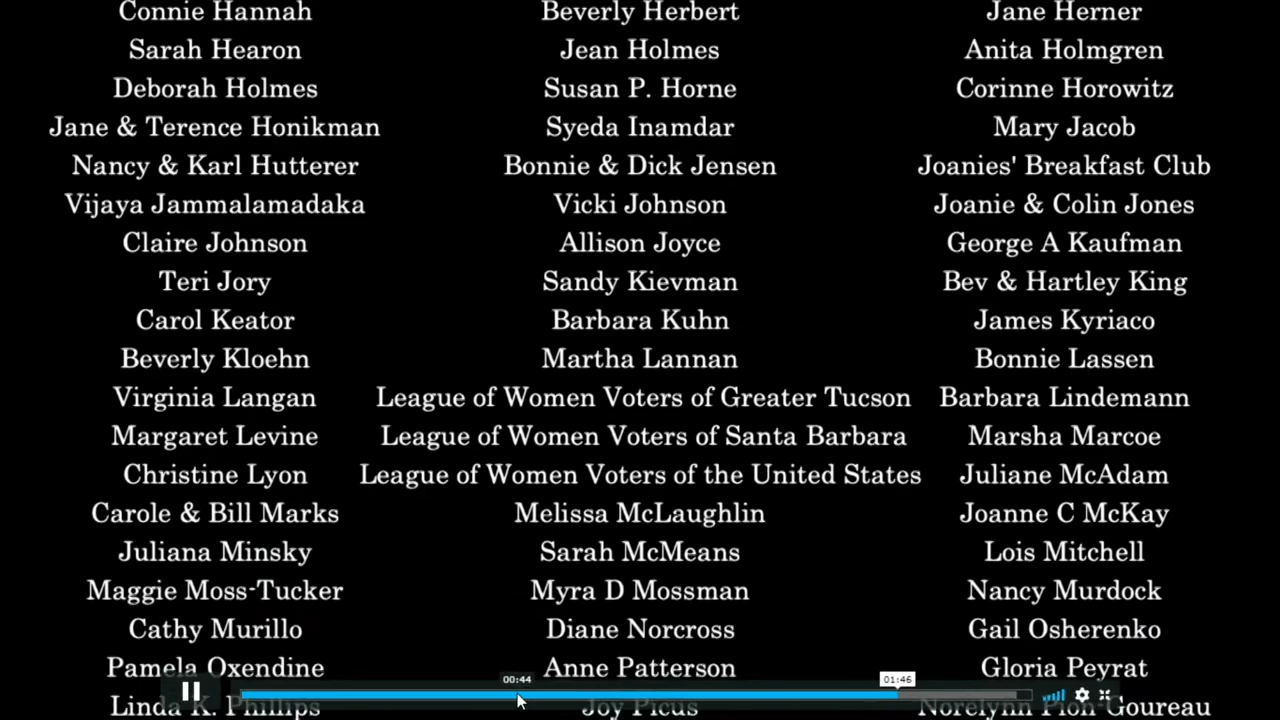 Connie Hannah Beverly Herbert Jane Herner
Sarah Hearon Jean Holmes Anita Holmgren
Deborah Holmes Susan P. Horne Corinne Horowitz
Jane & Terence Honikman Syeda Inamdar Mary Jacob
Nancy & Karl Hutterer Bonnie & Dick Jensen Joanies' Breakfast Club
Vijaya Jammalamadaka Vicki Johnson Joanie & Colin Jones
Claire Johnson Allison Joyce George A Kaufman
Teri Jory Sandy Kievman Bev & Hartley King
Carol Keator Barbara Kuhn James Kyriaco
Beverly Kloehn Martha Lannan Bonnie Lassen
Virginia Langan League of Women Voters of Greater Tucson Barbara Lindemann
Margaret Levine League of Women Voters of Santa Barbara Marsha Marcoe
Christine Lyon League of Women Voters of the United States Juliane McAdam
Carole & Bill Marks Melissa McLaughlin Joanne C McKay
Juliana Minsky Sarah McMeans Lois Mitchell
Maggie Moss-Tucker Myra D Mossman Nancy Murdock
Cathy Murillo Diane Norcross Gail Osherenko
Pamela Oxendine Anne Patterson Gloria Peyrat
00:44 01:46
Linda K. Phillips Joy Picus Norelynn Pion-Goureau